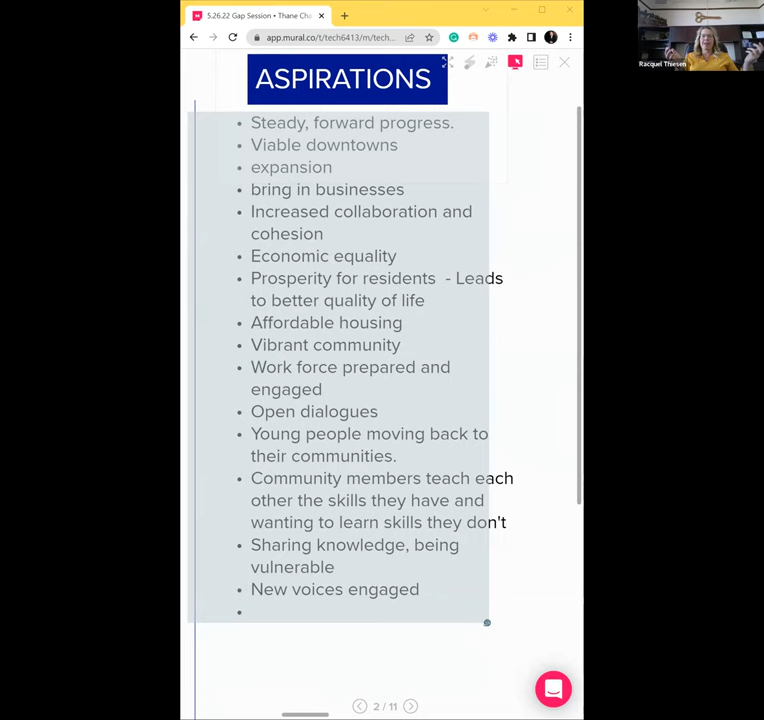 5.26.22 Gap Session • Thane Cha
app.mural.co/t/tech6413/m/tech...
Racquel Thiesen
ASPIRATIONS
• Steady, forward progress.
• Viable downtowns
• expansion
• bring in businesses
• Increased collaboration and
cohesion
• Economic equality
• Prosperity for residents - Leads
to better quality of life
• Affordable housing
• Vibrant community
• Work force prepared and
engaged
• Open dialogues
• Young people moving back to
their communities.
• Community members teach each
other the skills they have and
wanting to learn skills they don't
• Sharing knowledge, being
vulnerable
• New voices engaged
•
2 / 11